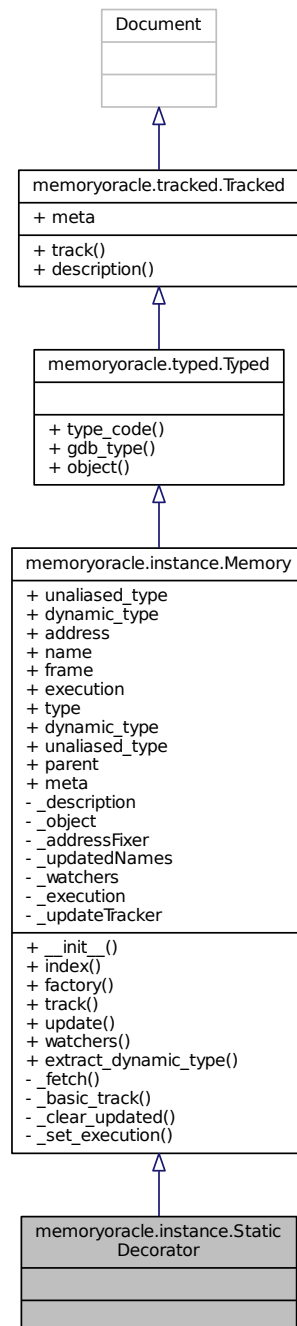 Document
memoryoracle.tracked.Tracked
+ meta
+ track()
+ description()
memoryoracle.typed.Typed
+ type_code()
+ gdb_type()
+ object()
memoryoracle.instance.Memory
+ unaliased_type
+ dynamic_type
+ address
+ name
+ frame
+ execution
+ type
+ dynamic_type
+ unaliased_type
+ parent
+ meta
- _description
- _object
- _addressFixer
- _updatedNames
- _watchers
- _execution
- _updateTracker
+ __init__()
+ index()
+ factory()
+ track()
+ update()
+ watchers()
+ extract_dynamic_type()
- _fetch()
- _basic_track()
- _clear_updated()
- _set_execution()
memoryoracle.instance.Static
Decorator